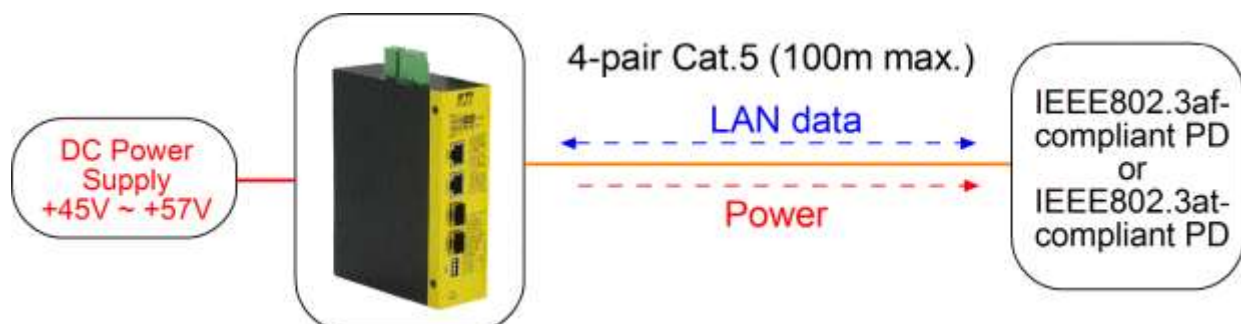 DC Power
Supply
+45V ~ +57V
4-pair Cat.5 (100m max.)
LAN data
Power
IEEE802.3af-
compliant PD
or
IEEE802.3at-
compliant PD